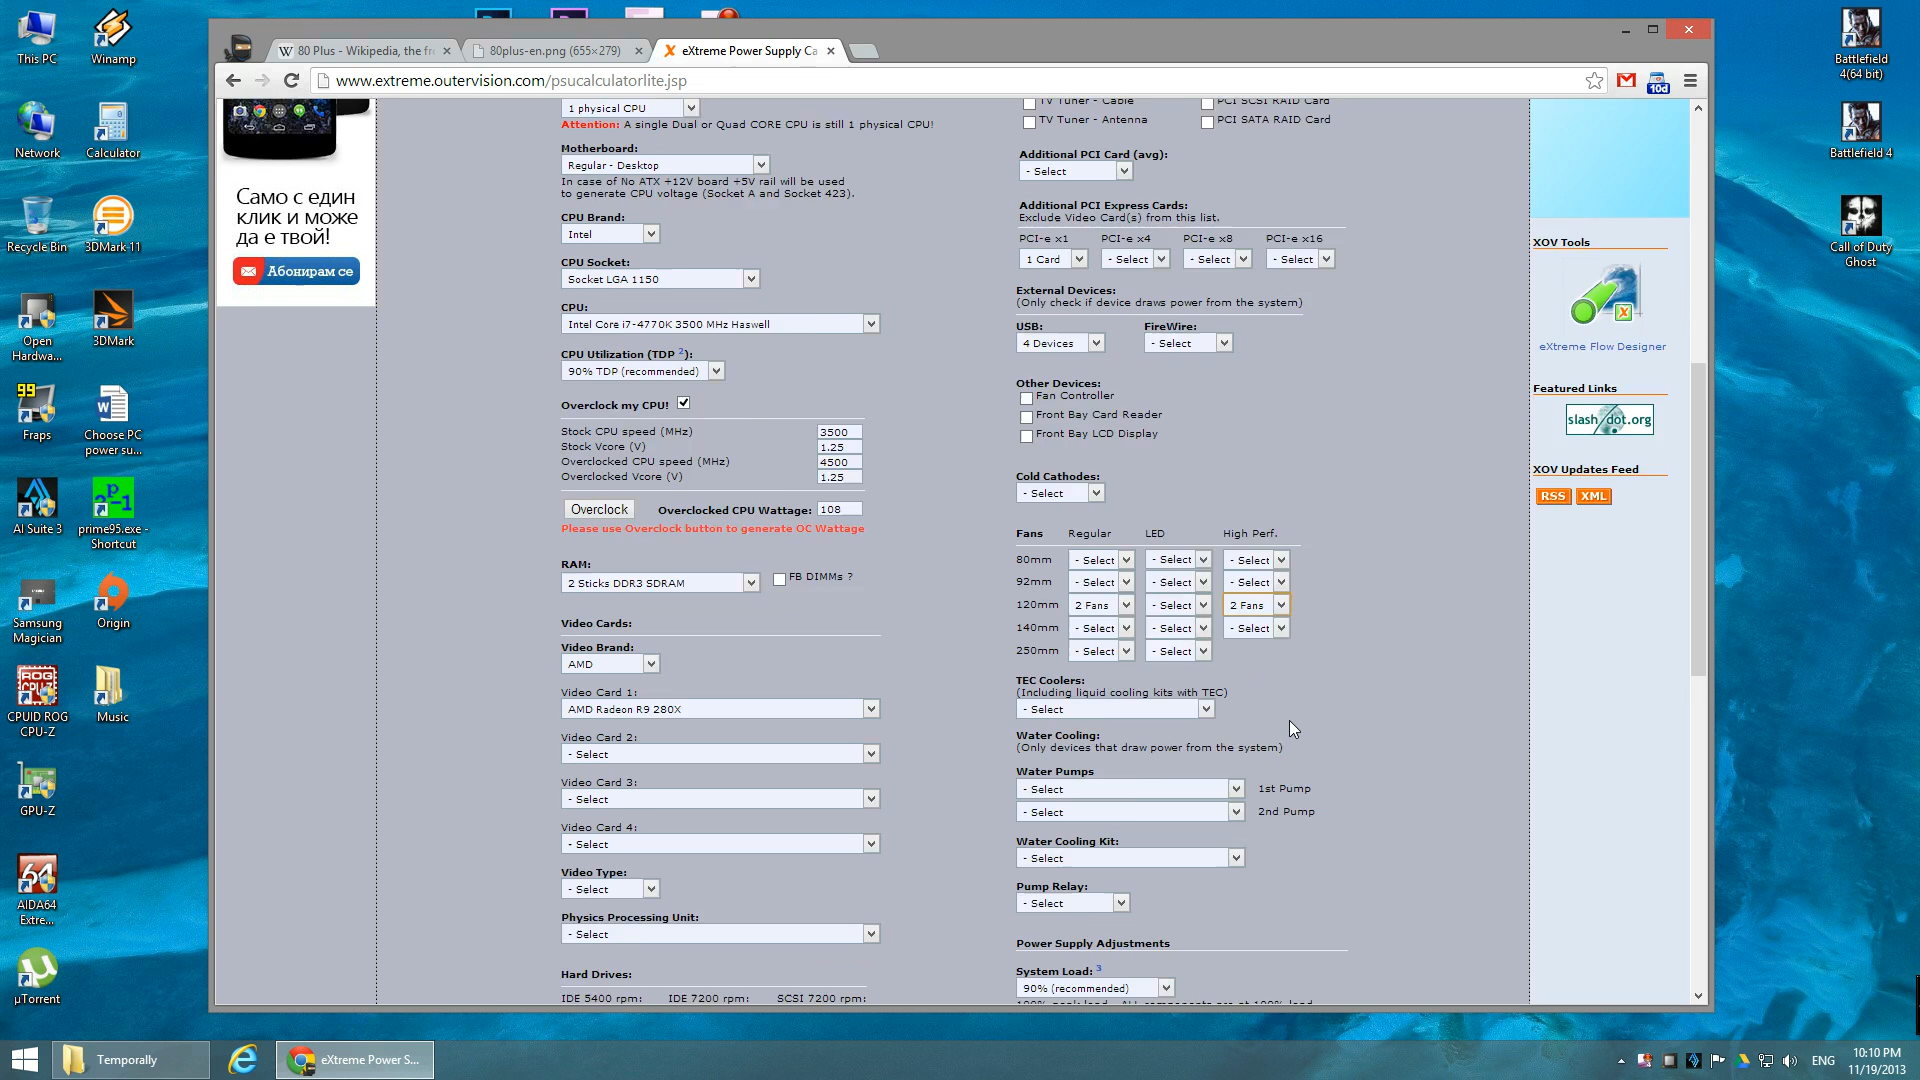 This PC
Winamp
Network
Calculator
Recycle Bin
3DMark 11
Open
Hardwa...
3DMark
99
Fraps
Choose PC
power su...
AI Suite 3
prime95.exe -
Shortcut
Samsung
Magician
Origin
CPUID ROG
CPU-Z
Music
GPU-Z
64
AIDA64
Extre...
µTorrent
Battlefield
4(64 bit)
Battlefield 4
Call of Duty
Ghost
80 Plus - Wikipedia, the fr
80plus-en.png (655×279)
eXtreme Power Supply Ca
www.extreme.outervision.com/psucalculatorlite.jsp
10d
Само с един
клик и може
да е твой!
Абонирам се
1 physical CPU
Attention: A single Dual or Quad CORE CPU is still 1 physical CPU!
Motherboard:
Regular - Desktop
In case of No ATX +12V board +5V rail will be used
to generate CPU voltage (Socket A and Socket 423).
CPU Brand:
Intel
CPU Socket:
Socket LGA 1150
CPU:
Intel Core i7-4770K 3500 MHz Haswell
CPU Utilization (TDP 2):
90% TDP (recommended)
Overclock my CPU!
Stock CPU speed (MHz) 3500
Stock Vcore (V) 1.25
Overclocked CPU speed (MHz) 4500
Overclocked Vcore (V) 1.25
Overclock Overclocked CPU Wattage: 108
Please use Overclock button to generate OC Wattage
RAM:
2 Sticks DDR3 SDRAM FB DIMMs ?
Video Cards:
Video Brand:
AMD
Video Card 1:
AMD Radeon R9 280X
Video Card 2:
- Select
Video Card 3:
- Select
Video Card 4:
- Select
Video Type:
- Select
Physics Processing Unit:
- Select
Hard Drives:
IDE 5400 rpm: IDE 7200 rpm: SCSI 7200 rpm:
TV Tuner - Cable PCI SCSI RAID Card
TV Tuner - Antenna PCI SATA RAID Card
Additional PCI Card (avg):
- Select
Additional PCI Express Cards:
Exclude Video Card(s) from this list.
PCI-e x1 PCI-e x4 PCI-e x8 PCI-e x16
1 Card - Select - Select - Select
External Devices:
(Only check if device draws power from the system)
USB: FireWire:
4 Devices - Select
Other Devices:
Fan Controller
Front Bay Card Reader
Front Bay LCD Display
Cold Cathodes:
- Select
Fans Regular LED High Perf.
80mm - Select - Select - Select
92mm - Select - Select - Select
120mm 2 Fans - Select 2 Fans
140mm - Select - Select - Select
250mm - Select - Select
TEC Coolers:
(Including liquid cooling kits with TEC)
- Select
Water Cooling:
(Only devices that draw power from the system)
Water Pumps
- Select 1st Pump
- Select 2nd Pump
Water Cooling Kit:
- Select
Pump Relay:
- Select
Power Supply Adjustments
System Load: 3
90% (recommended)
XOV Tools
eXtreme Flow Designer
Featured Links
slashdot.org
XOV Updates Feed
RSS XML
Temporally
eXtreme Power S...
ENG
10:10 PM
11/19/2013